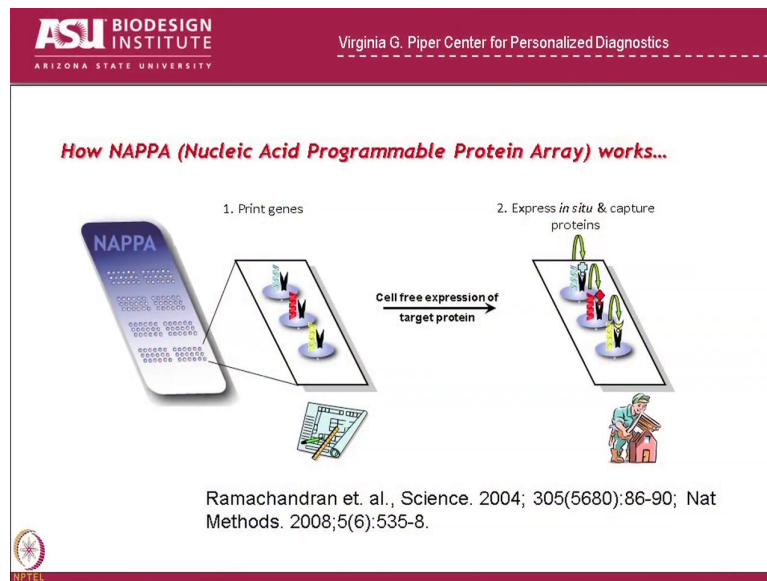 ASU BIODESIGN
INSTITUTE
ARIZONA STATE UNIVERSITY
Virginia G. Piper Center for Personalized Diagnostics
How NAPPA (Nucleic Acid Programmable Protein Array) works...
1. Print genes
2. Express in situ & capture
proteins
NAPPA
Cell free expression of
target protein
Ramachandran et. al., Science. 2004; 305(5680):86-90; Nat
Methods. 2008;5(6):535-8.
NPTEL